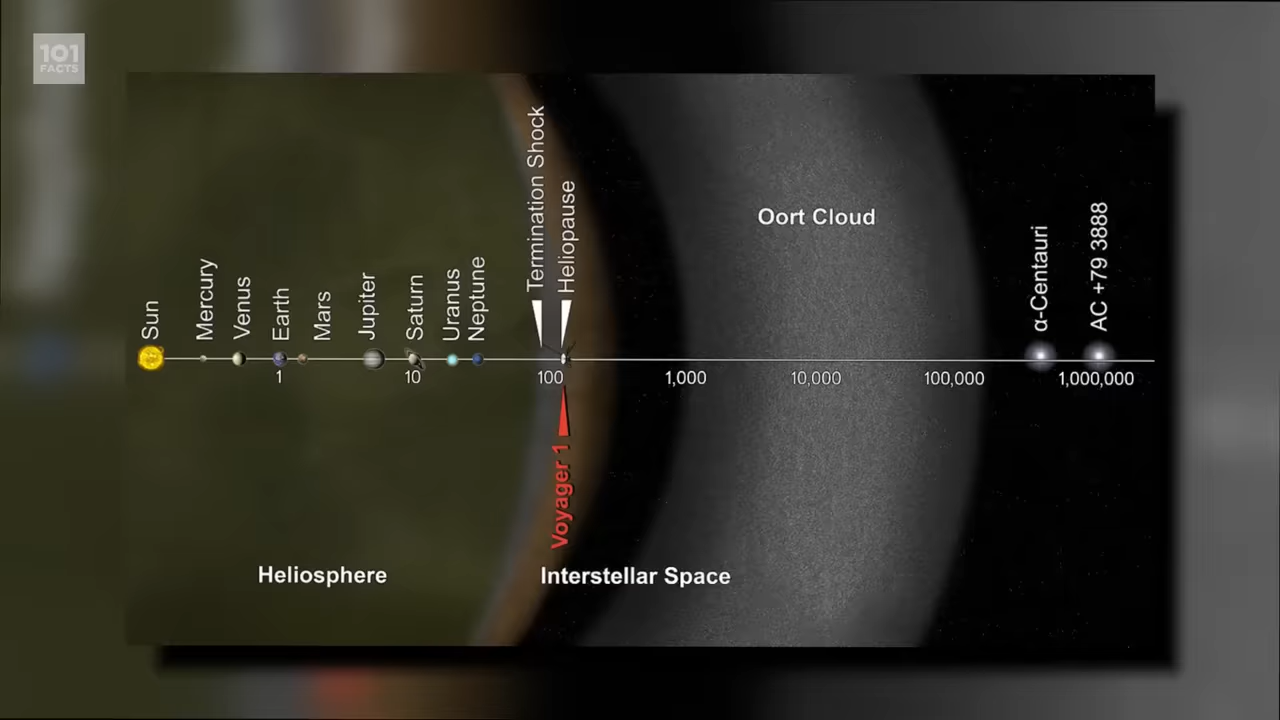 101
FACTS
Sun
Mercury
Venus
Earth
Mars
Jupiter
Saturn
Uranus
Neptune
Termination Shock
Heliopause
Oort Cloud
α-Centauri
AC +79 3888
1
10
100
1,000
10,000
100,000
1,000,000
Voyager 1
Heliosphere
Interstellar Space